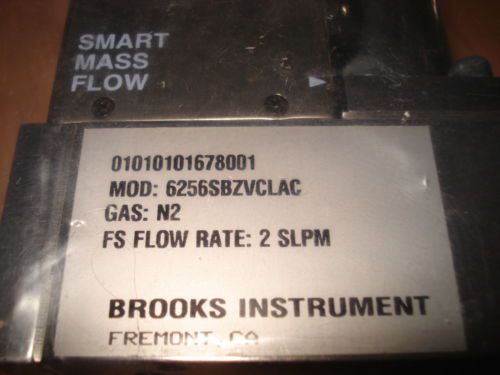 SMART
MASS
FLOW
01010101678001
MOD: 6256SBZVCLAC
GAS: N2
FS FLOW RATE: 2 SLPM
BROOKS INSTRUMENT
FREMONT, CA